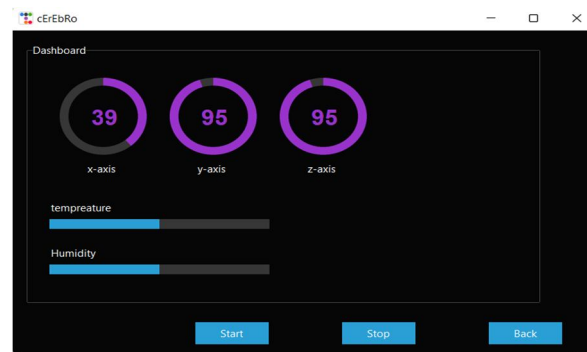 cErEbRo
Dashboard
39 95 95
x-axis y-axis z-axis
tempreature
Humidity
Start Stop Back